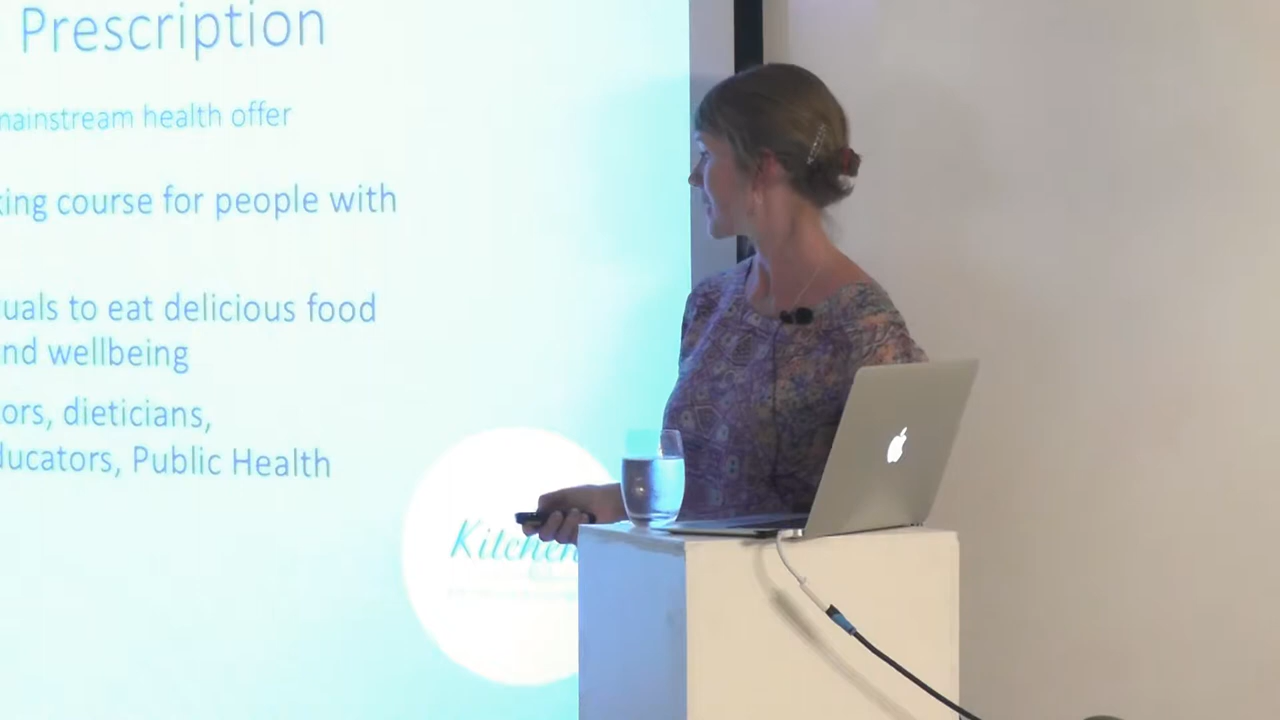 Prescription
mainstream health offer
king course for people with
uals to eat delicious food
nd wellbeing
ors, dieticians,
ducators, Public Health
Kitchen